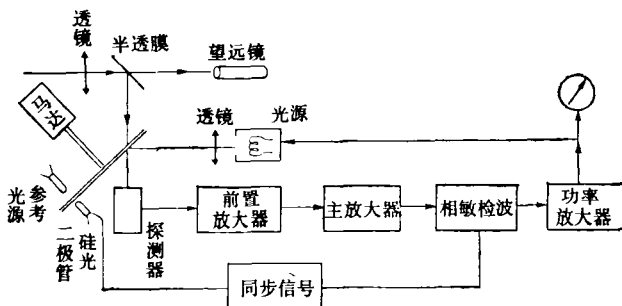 透镜
半透膜
望远镜
马达
透镜
光源
参考
光源
硅光
二极管
探测器
前置
放大器
主放大器
相敏检波
功率
放大器
同步信号